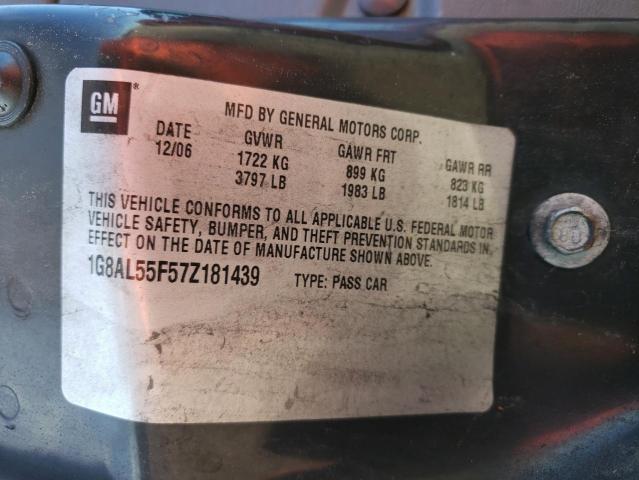 GM®
MFD BY GENERAL MOTORS CORP.
DATE GVWR GAWR FRT GAWR RR
12/06 1722 KG 899 KG 823 KG
3797 LB 1983 LB 1814 LB
THIS VEHICLE CONFORMS TO ALL APPLICABLE U.S. FEDERAL MOTOR
VEHICLE SAFETY, BUMPER, AND THEFT PREVENTION STANDARDS IN
EFFECT ON THE DATE OF MANUFACTURE SHOWN ABOVE.
1G8AL55F57Z181439 TYPE: PASS CAR